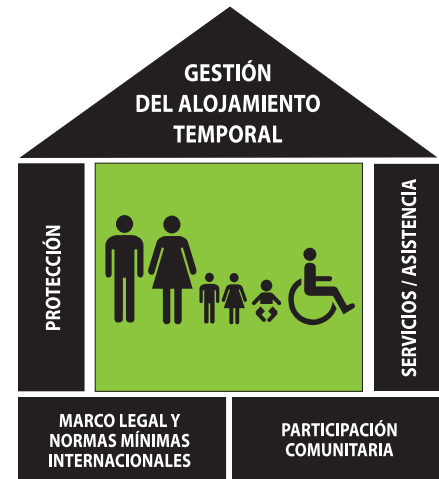 GESTIÓN
DEL ALOJAMIENTO
TEMPORAL
PROTECCIÓN
SERVICIOS / ASISTENCIA
MARCO LEGAL Y
NORMAS MÍNIMAS
INTERNACIONALES
PARTICIPACIÓN
COMUNITARIA